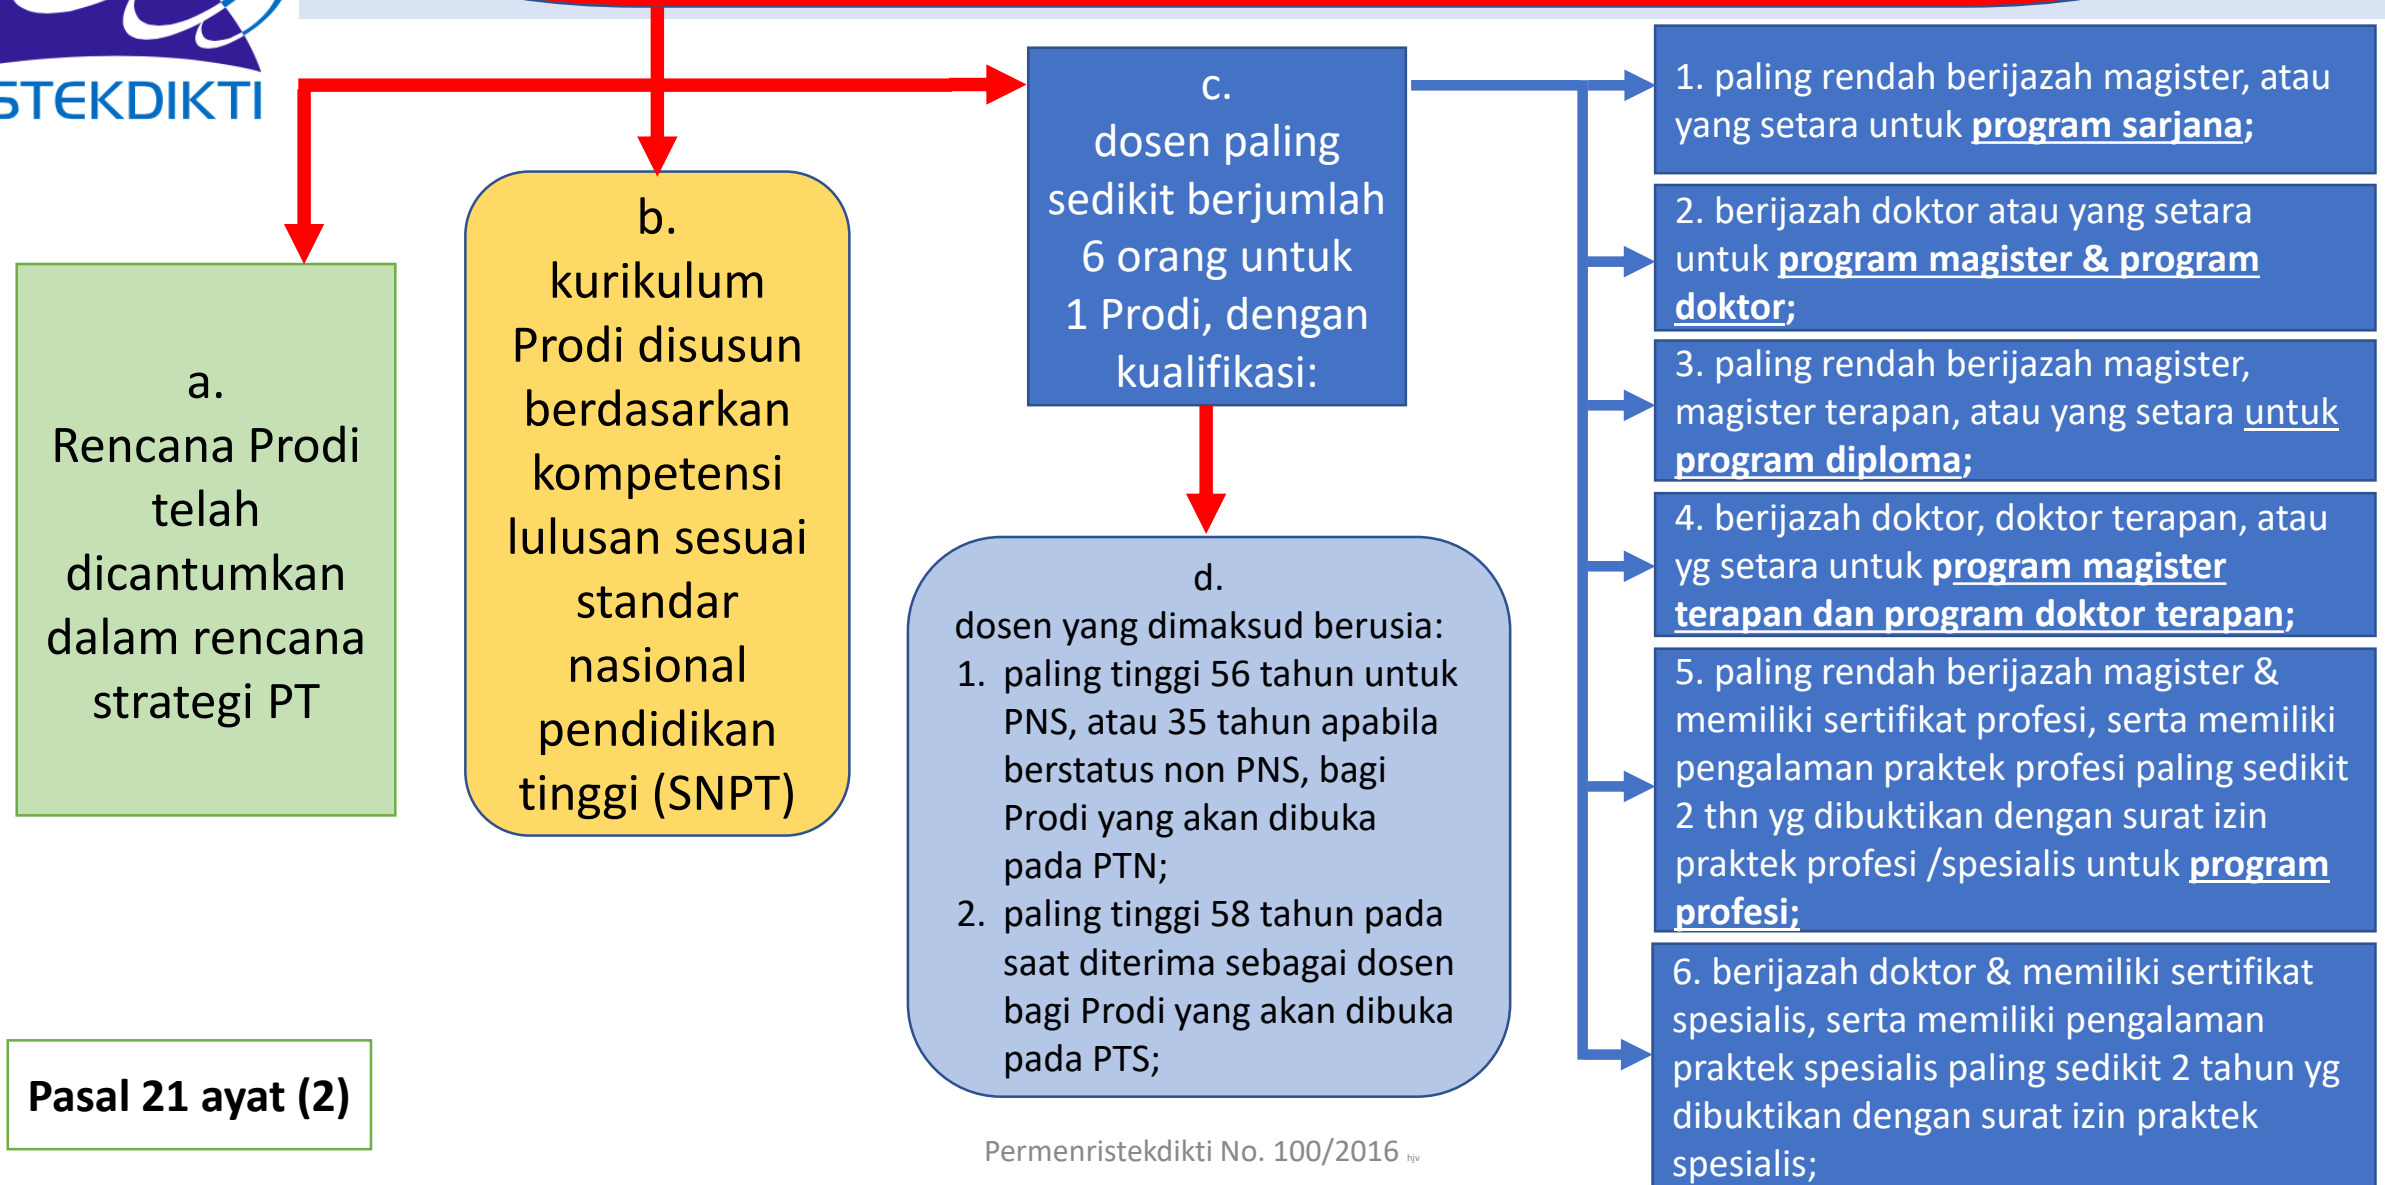 STEKDIKTI
a.
Rencana Prodi
telah
dicantumkan
dalam rencana
strategi PT
b.
kurikulum
Prodi disusun
berdasarkan
kompetensi
lulusan sesuai
standar
nasional
pendidikan
tinggi (SNPT)
c.
dosen paling
sedikit berjumlah
6 orang untuk
1 Prodi, dengan
kualifikasi:
d.
dosen yang dimaksud berusia:
1. paling tinggi 56 tahun untuk
PNS, atau 35 tahun apabila
berstatus non PNS, bagi
Prodi yang akan dibuka
pada PTN;
2. paling tinggi 58 tahun pada
saat diterima sebagai dosen
bagi Prodi yang akan dibuka
pada PTS;
1. paling rendah berijazah magister, atau
yang setara untuk program sarjana;
2. berijazah doktor atau yang setara
untuk program magister & program
doktor;
3. paling rendah berijazah magister,
magister terapan, atau yang setara untuk
program diploma;
4. berijazah doktor, doktor terapan, atau
yg setara untuk program magister
terapan dan program doktor terapan;
5. paling rendah berijazah magister &
memiliki sertifikat profesi, serta memiliki
pengalaman praktek profesi paling sedikit
2 thn yg dibuktikan dengan surat izin
praktek profesi /spesialis untuk program
profesi;
6. berijazah doktor & memiliki sertifikat
spesialis, serta memiliki pengalaman
praktek spesialis paling sedikit 2 tahun yg
dibuktikan dengan surat izin praktek
spesialis;
Pasal 21 ayat (2)
Permenristekdikti No. 100/2016 hjv